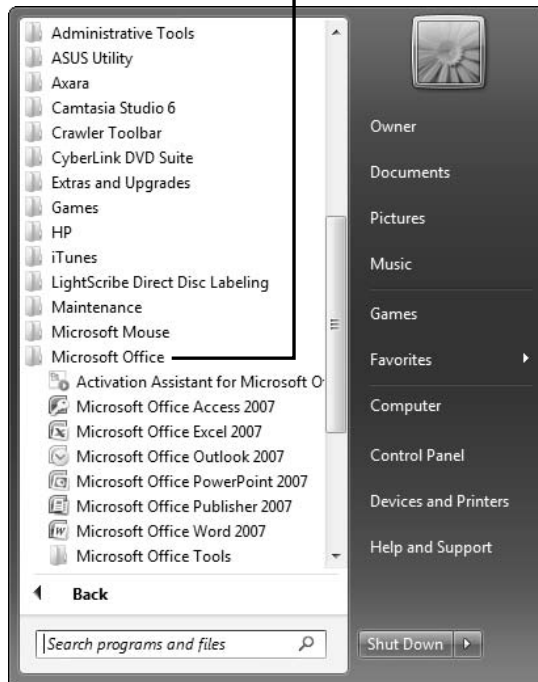 Administrative Tools
ASUS Utility
Axara
Camtasia Studio 6
Crawler Toolbar
CyberLink DVD Suite
Extras and Upgrades
Games
HP
iTunes
LightScribe Direct Disc Labeling
Maintenance
Microsoft Mouse
Microsoft Office
Activation Assistant for Microsoft O
Microsoft Office Access 2007
Microsoft Office Excel 2007
Microsoft Office Outlook 2007
Microsoft Office PowerPoint 2007
Microsoft Office Publisher 2007
Microsoft Office Word 2007
Microsoft Office Tools
Back
Search programs and files
Owner
Documents
Pictures
Music
Games
Favorites
Computer
Control Panel
Devices and Printers
Help and Support
Shut Down